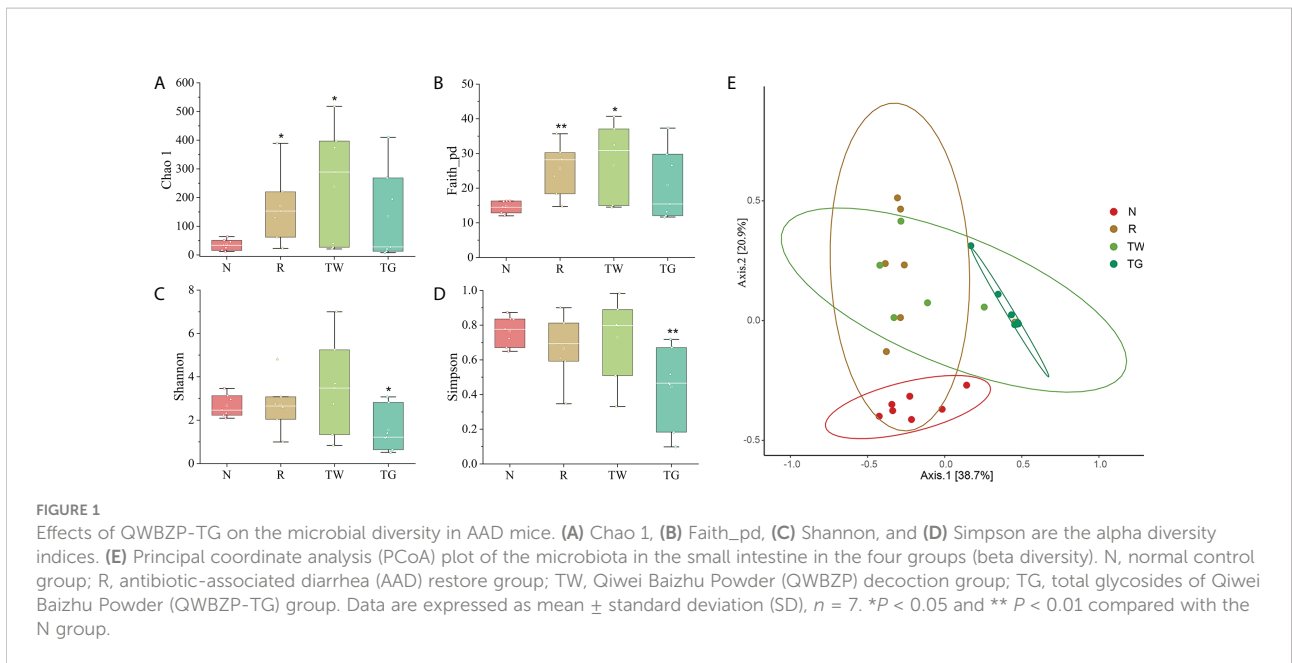 A
600
500
400
300
200
100
0
Chao 1
*
*
N
R
TW
TG
B
50
40
30
20
10
0
Faith_pd
**
*
N
R
TW
TG
C
8
6
4
2
0
Shannon
*
N
R
TW
TG
D
1.0
0.8
0.6
0.4
0.2
0.0
Simpson
**
N
R
TW
TG
E
0.5
0.0
-0.5
Axis.2 [20.9%]
-1.0
-0.5
0.0
0.5
1.0
Axis.1 [38.7%]
N
R
TW
TG
FIGURE 1
Effects of QWBZP-TG on the microbial diversity in AAD mice. (A) Chao 1, (B) Faith_pd, (C) Shannon, and (D) Simpson are the alpha diversity
indices. (E) Principal coordinate analysis (PCoA) plot of the microbiota in the small intestine in the four groups (beta diversity). N, normal control
group; R, antibiotic-associated diarrhea (AAD) restore group; TW, Qiwei Baizhu Powder (QWBZP) decoction group; TG, total glycosides of Qiwei
Baizhu Powder (QWBZP-TG) group. Data are expressed as mean ± standard deviation (SD), n = 7. *P < 0.05 and ** P < 0.01 compared with the
N group.